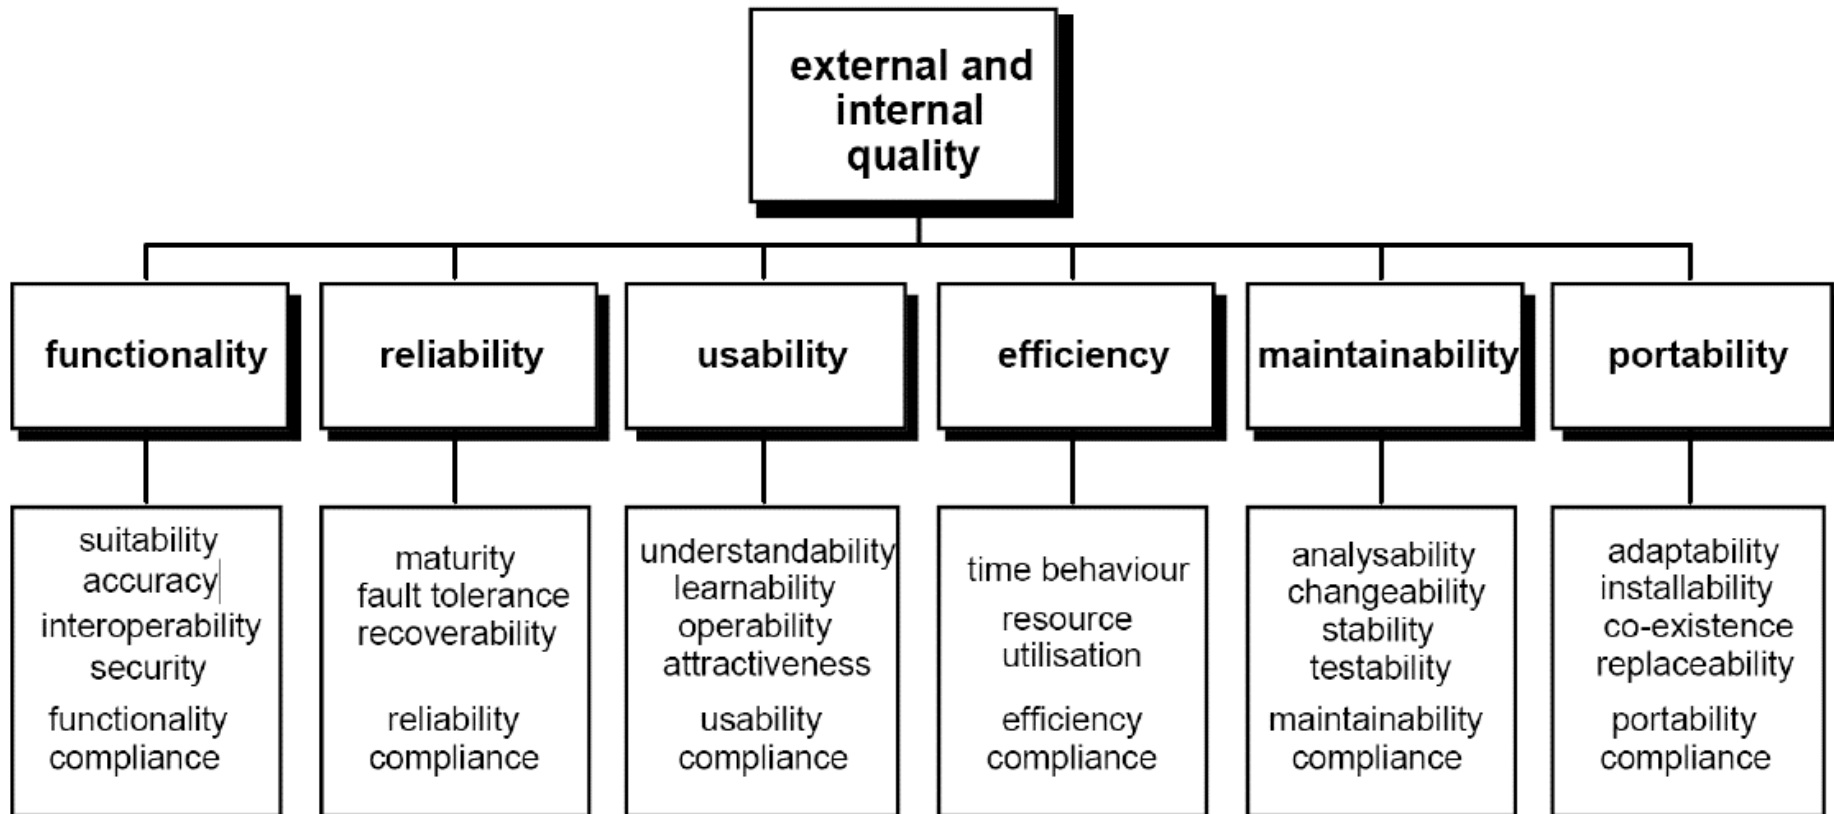 external and
internal
quality
functionality
reliability
usability
efficiency
maintainability
portability
suitability
accuracy
interoperability
security
functionality
compliance
maturity
fault tolerance
recoverability
reliability
compliance
understandability
learnability
operability
attractiveness
usability
compliance
time behaviour
resource
utilisation
efficiency
compliance
analysability
changeability
stability
testability
maintainability
compliance
adaptability
installability
co-existence
replaceability
portability
compliance